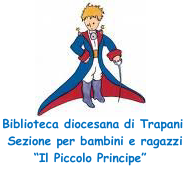 Biblioteca diocesana di Trapani
Sezione per bambini e ragazzi
“Il Piccolo Principe”